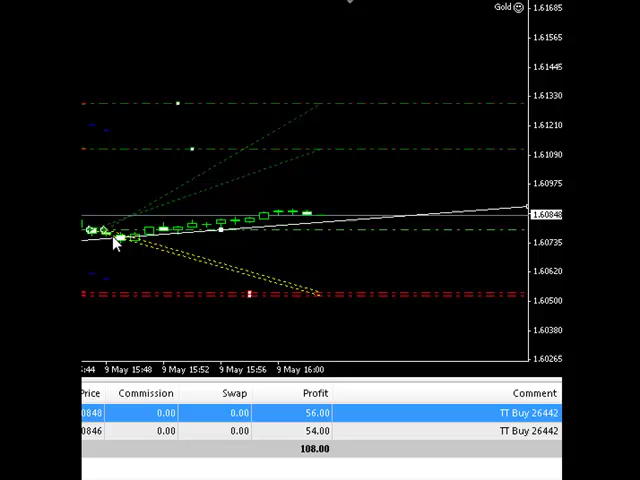 Gold
1.61685
1.61565
1.61445
1.61330
1.61210
1.61090
1.60975
1.60848
1.60735
1.60620
1.60500
1.60380
1.60265
:44 9 May 15:48 9 May 15:52 9 May 15:56 9 May 16:00
Price Commission Swap Profit Comment
0848 0.00 0.00 56.00 TT Buy 26442
0846 0.00 0.00 54.00 TT Buy 26442
108.00